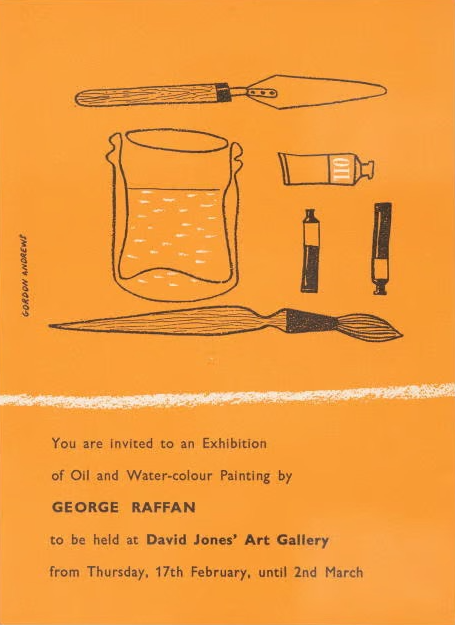 OIL
GORDON ANDREWS
You are invited to an Exhibition
of Oil and Water-colour Painting by
GEORGE RAFFAN
to be held at David Jones' Art Gallery
from Thursday, 17th February, until 2nd March